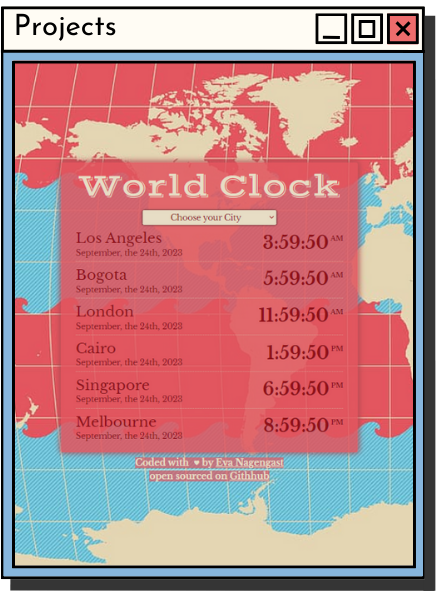 Projects
World Clock
Choose your City
Los Angeles 3:59:50 AM
September, the 24th, 2023
Bogota 5:59:50 AM
September, the 24th, 2023
London 11:59:50 AM
September, the 24th, 2023
Cairo 1:59:50 PM
September, the 24th, 2023
Singapore 6:59:50 PM
September, the 24th, 2023
Melbourne 8:59:50 PM
September, the 24th, 2023
Coded with ♥ by Eva Nagengast
open sourced on Githhub